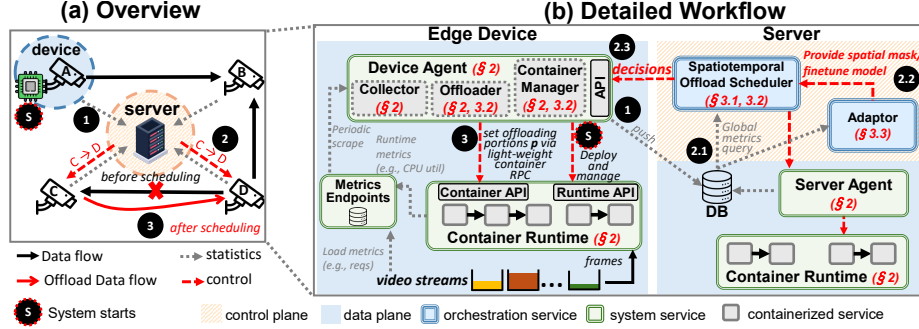 (a) Overview
device
A
B
S
1
server
2
C→D
C→D
before scheduling
C
D
3
after scheduling
Data flow
statistics
Offload Data flow
control
S
System starts
(b) Detailed Workflow
Edge Device
Server
Device Agent (§ 2)
Collector
(§ 2)
Offloader
(§ 2, 3.2)
Container
Manager
(§ 2, 3.2)
API
2.3
decisions
1
push
Spatiotemporal
Offload Scheduler
(§ 3.1, 3.2)
Provide spatial mask,
finetune model
2.2
Adaptor
(§ 3.3)
Periodic
scrape
Runtime
metrics
(e.g., CPU util)
3
set offloading
portions p via
light-weight
container
RPC
S
Deploy
and
manage
2.1
Global
metrics
query
DB
Metrics
Endpoints
Container API
Runtime API
Container Runtime (§ 2)
Server Agent
(§ 2)
Load metrics
(e.g., reqs)
video streams
...
frames
Container Runtime (§ 2)
control plane
data plane
orchestration service
system service
containerized service